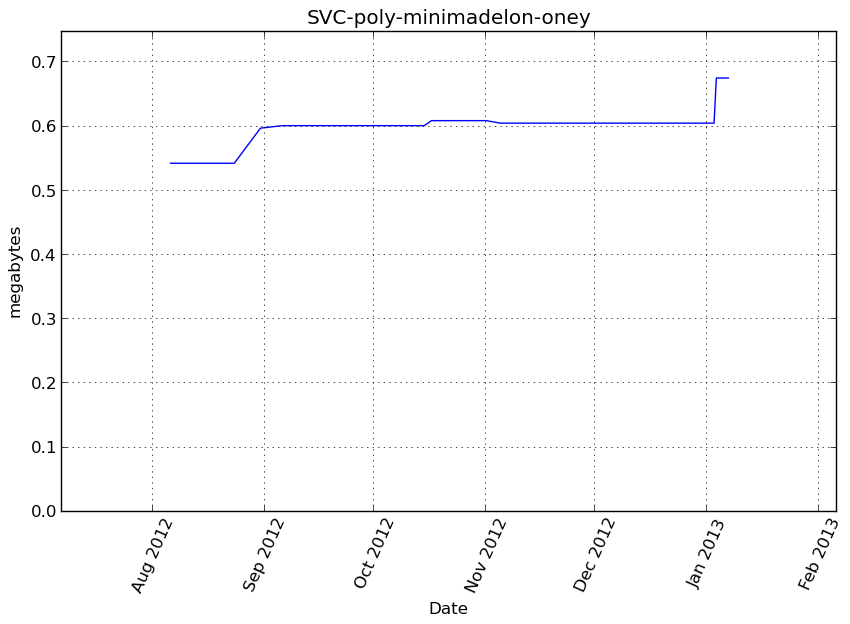 SVC-poly-minimadelon-oney
0.7
0.6
0.5
0.4
0.3
0.2
0.1
0.0
megabytes
Aug 2012
Sep 2012
Oct 2012
Nov 2012
Dec 2012
Jan 2013
Feb 2013
Date